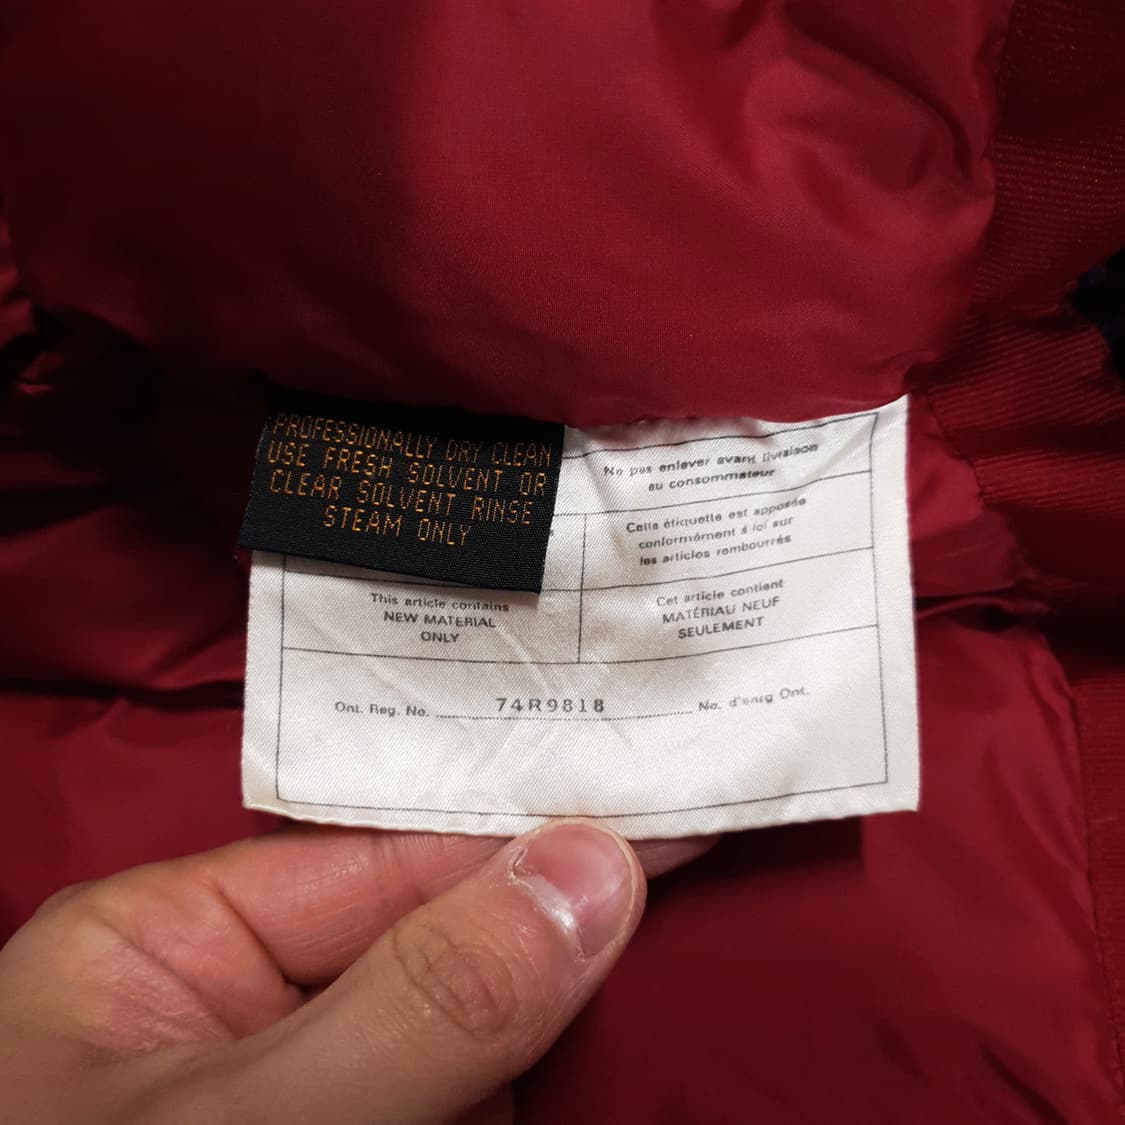 PROFESSIONALLY DRY CLEAN
USE FRESH SOLVENT OR
CLEAR SOLVENT RINSE
STEAM ONLY
No pas enlever avant livraison
au consommateur
Cette étiquette est apposée
conformément à loi sur
les articles rembourrés
This article contains
NEW MATERIAL
ONLY
Cet article contient
MATÉRIAU NEUF
SEULEMENT
Ont. Reg. No. 74R9818 No. d'enrg Ont.